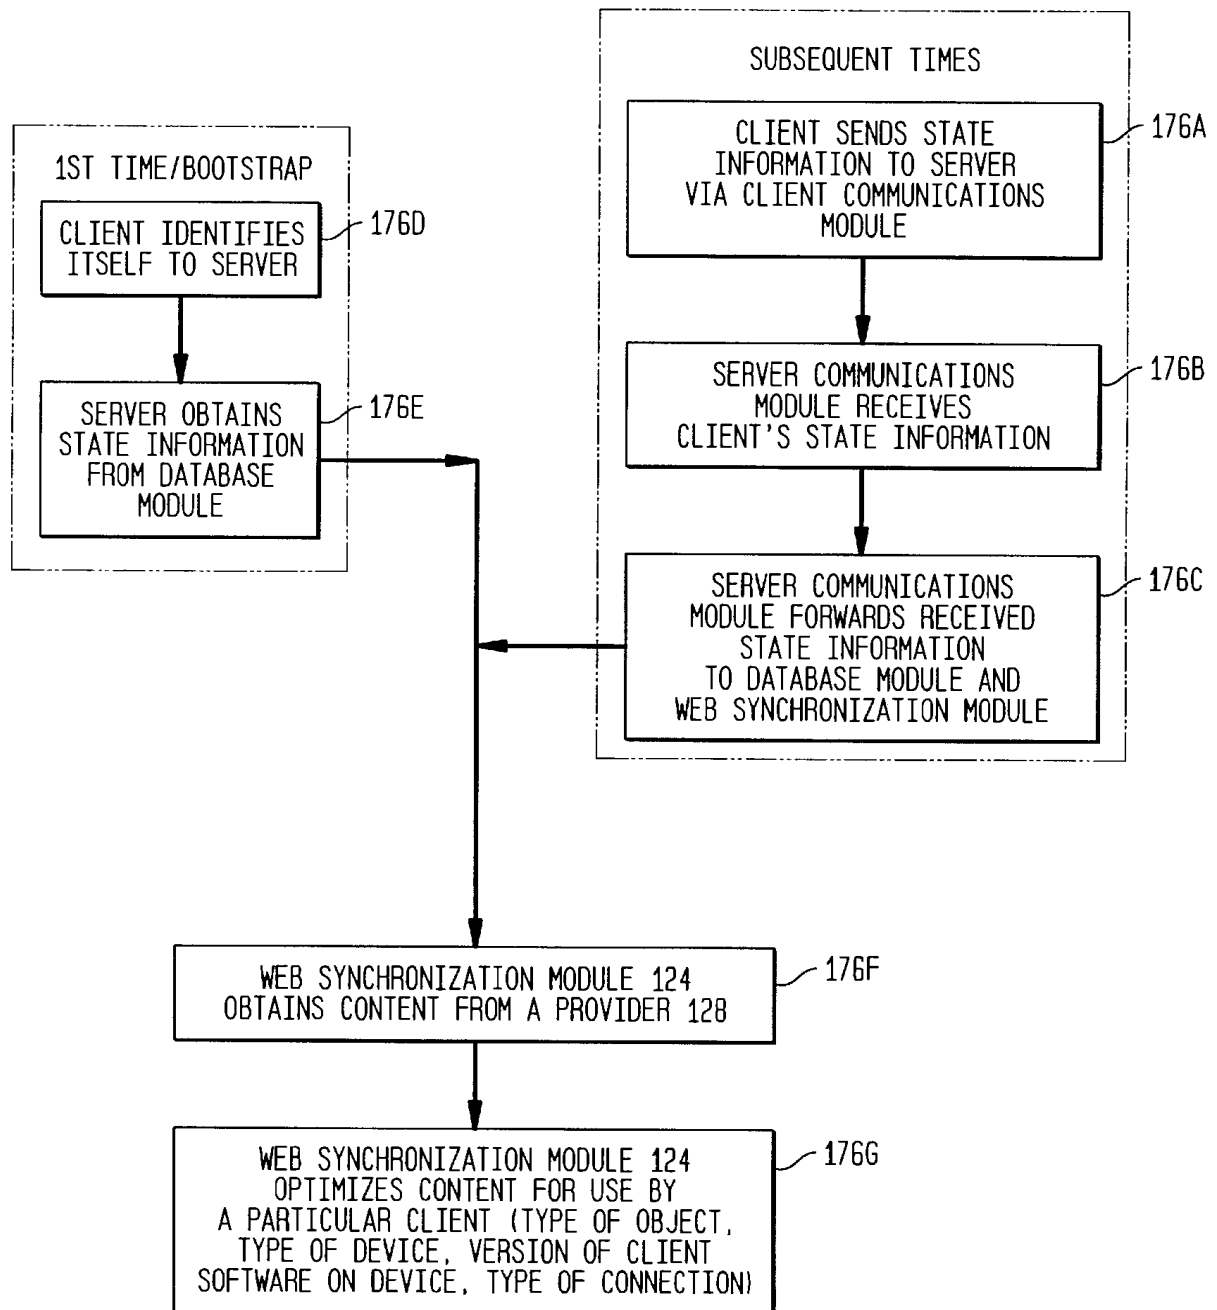 1ST TIME/BOOTSTRAP
CLIENT IDENTIFIES
ITSELF TO SERVER
176D
SERVER OBTAINS
STATE INFORMATION
FROM DATABASE
MODULE
176E
SUBSEQUENT TIMES
CLIENT SENDS STATE
INFORMATION TO SERVER
VIA CLIENT COMMUNICATIONS
MODULE
176A
SERVER COMMUNICATIONS
MODULE RECEIVES
CLIENT'S STATE INFORMATION
176B
SERVER COMMUNICATIONS
MODULE FORWARDS RECEIVED
STATE INFORMATION
TO DATABASE MODULE AND
WEB SYNCHRONIZATION MODULE
176C
WEB SYNCHRONIZATION MODULE 124
OBTAINS CONTENT FROM A PROVIDER 128
176F
WEB SYNCHRONIZATION MODULE 124
OPTIMIZES CONTENT FOR USE BY
A PARTICULAR CLIENT (TYPE OF OBJECT,
TYPE OF DEVICE, VERSION OF CLIENT
SOFTWARE ON DEVICE, TYPE OF CONNECTION)
176G